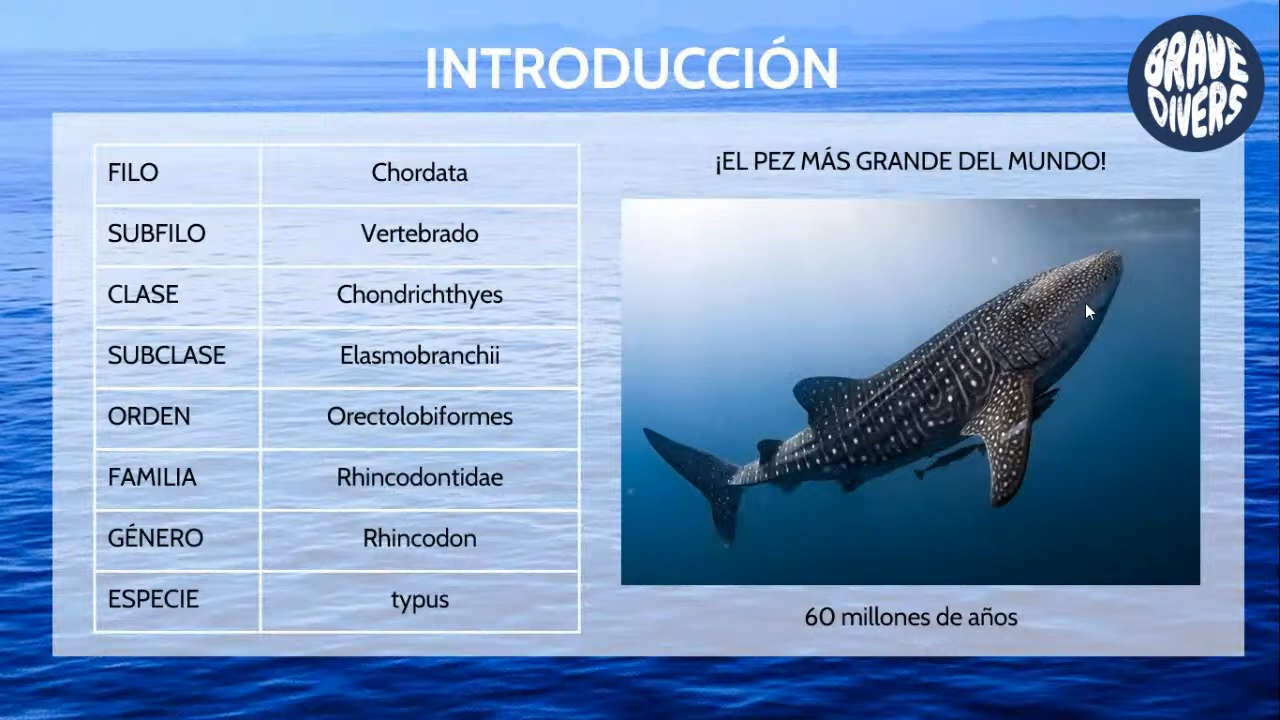 INTRODUCCIÓN
BRAVE
DIVERS
FILO Chordata
SUBFILO Vertebrado
CLASE Chondrichthyes
SUBCLASE Elasmobranchii
ORDEN Orectolobiformes
FAMILIA Rhincodontidae
GÉNERO Rhincodon
ESPECIE typus
¡EL PEZ MÁS GRANDE DEL MUNDO!
60 millones de años